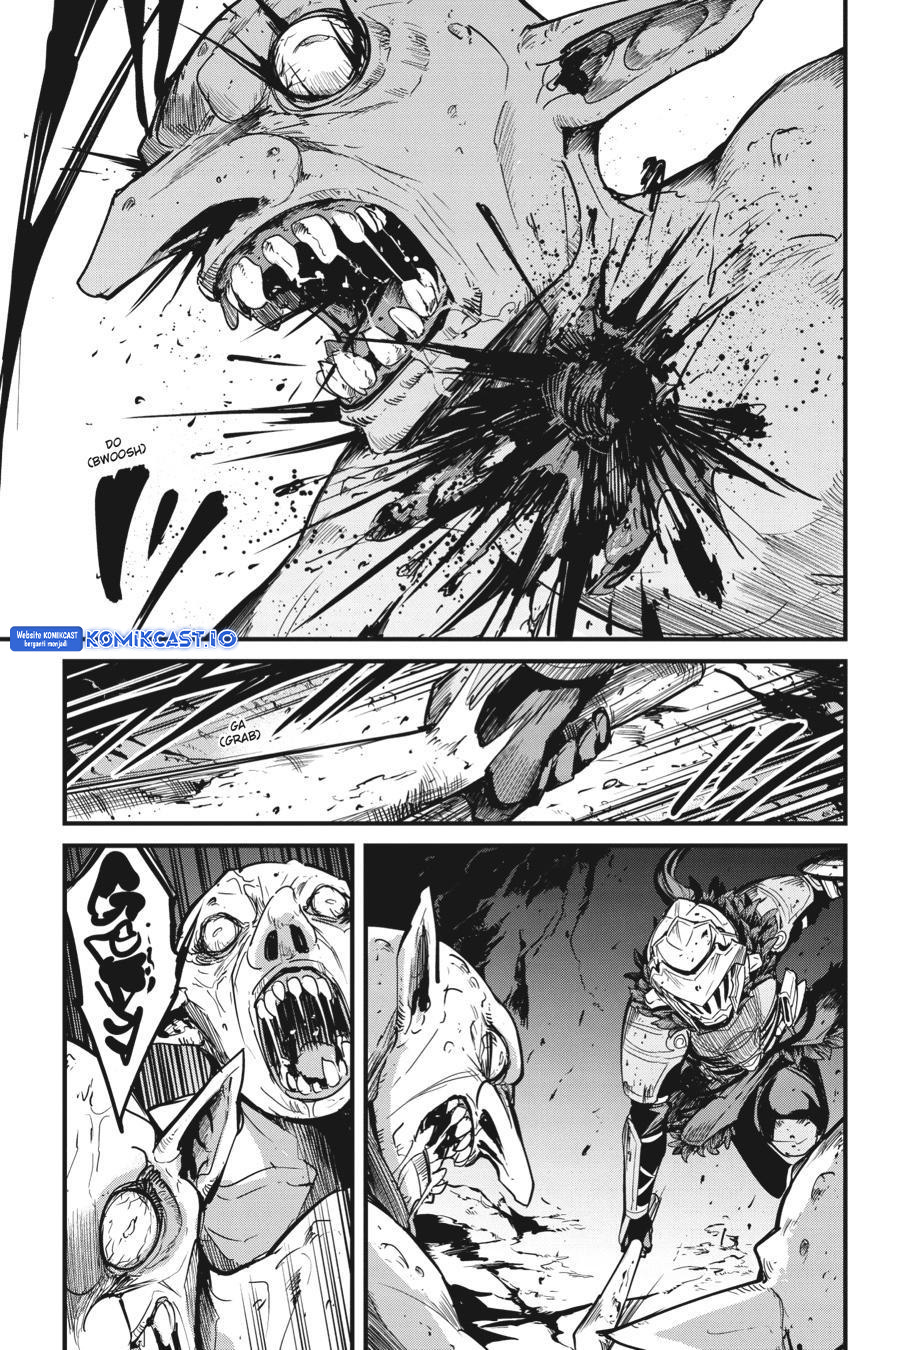 DO
(BWOOSH)
Website KOMIKCAST
berganti menjadi
KOMIKCAST.IO
GA
(GRAB)